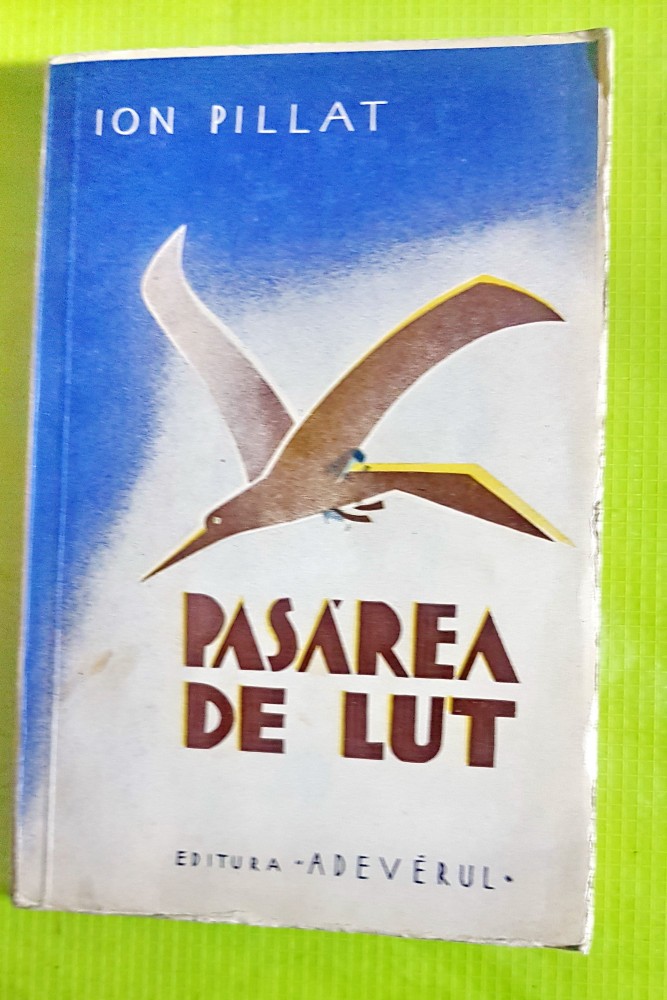 ION PILLAT
PASĂREA
DE LUT
EDITURA "ADEVĔRUL"